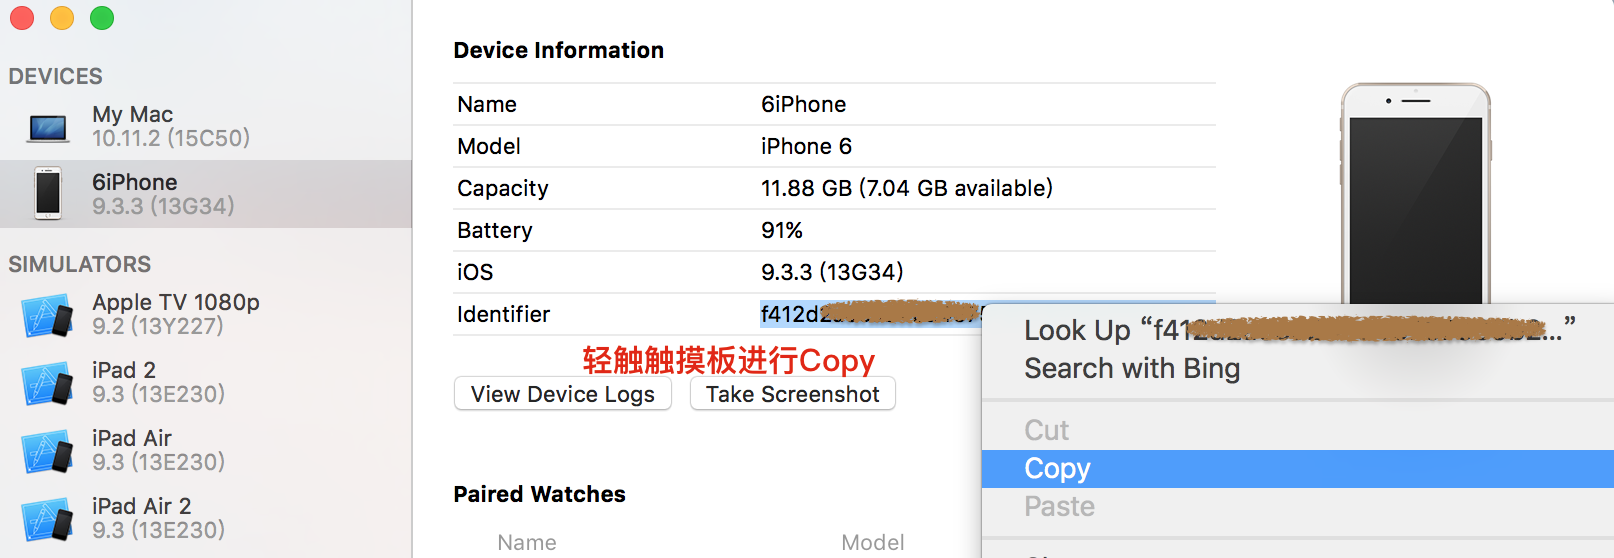 DEVICES
My Mac
10.11.2 (15C50)
6iPhone
9.3.3 (13G34)
SIMULATORS
Apple TV 1080p
9.2 (13Y227)
iPad 2
9.3 (13E230)
iPad Air
9.3 (13E230)
iPad Air 2
9.3 (13E230)
Device Information
Name 6iPhone
Model iPhone 6
Capacity 11.88 GB (7.04 GB available)
Battery 91%
iOS 9.3.3 (13G34)
Identifier f412d
轻触触摸板进行Copy
View Device Logs Take Screenshot
Paired Watches
Name Model
Look Up “f41 ...”
Search with Bing
Cut
Copy
Paste